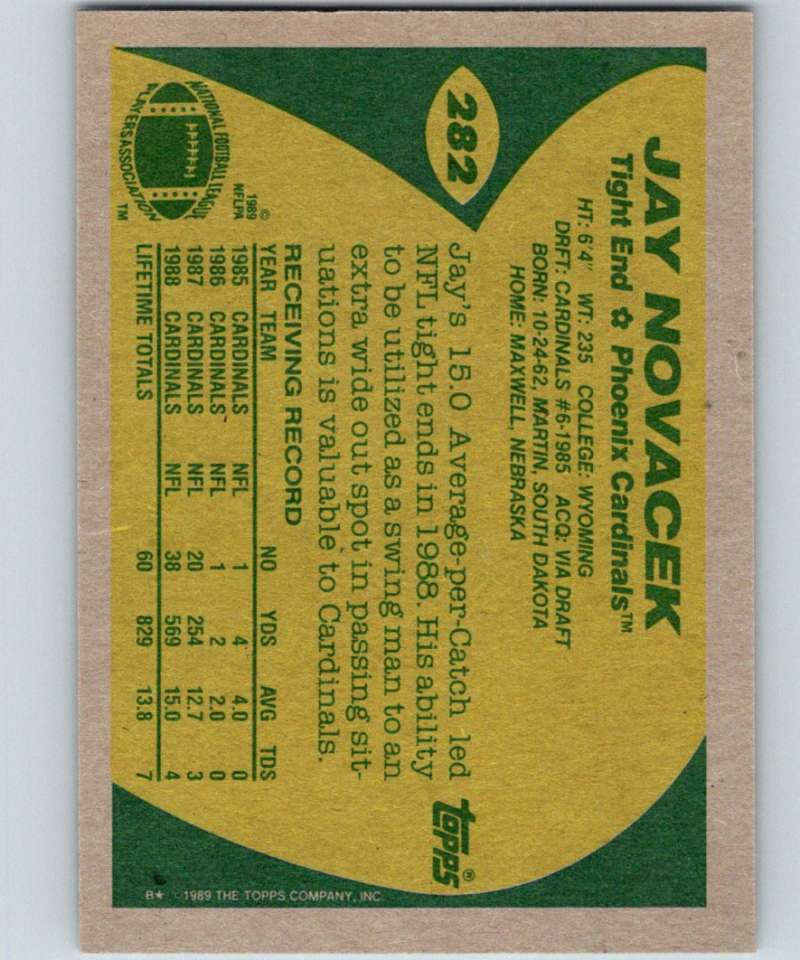 282
JAY NOVACEK
Tight End ✿ Phoenix Cardinals™
HT: 6'4" WT: 235 COLLEGE: WYOMING
DRFT: CARDINALS #6-1985 ACQ: VIA DRAFT
BORN: 10-24-62, MARTIN, SOUTH DAKOTA
HOME: MAXWELL, NEBRASKA
Jay's 15.0 Average-per-Catch led
NFL tight ends in 1988. His ability
to be utilized as a swing man to an
extra wide out spot in passing sit-
uations is valuable to Cardinals.
topps®
NATIONAL FOOTBALL LEAGUE
PLAYERS ASSOCIATION
TM
©
1989
NFLPA
RECEIVING RECORD
YEAR TEAM NO YDS AVG TDS
1985 CARDINALS NFL 1 4 4.0 0
1986 CARDINALS NFL 1 2 2.0 0
1987 CARDINALS NFL 20 254 12.7 3
1988 CARDINALS NFL 38 569 15.0 4
LIFETIME TOTALS 60 829 13.8 7
B★ ©1989 THE TOPPS COMPANY, INC.